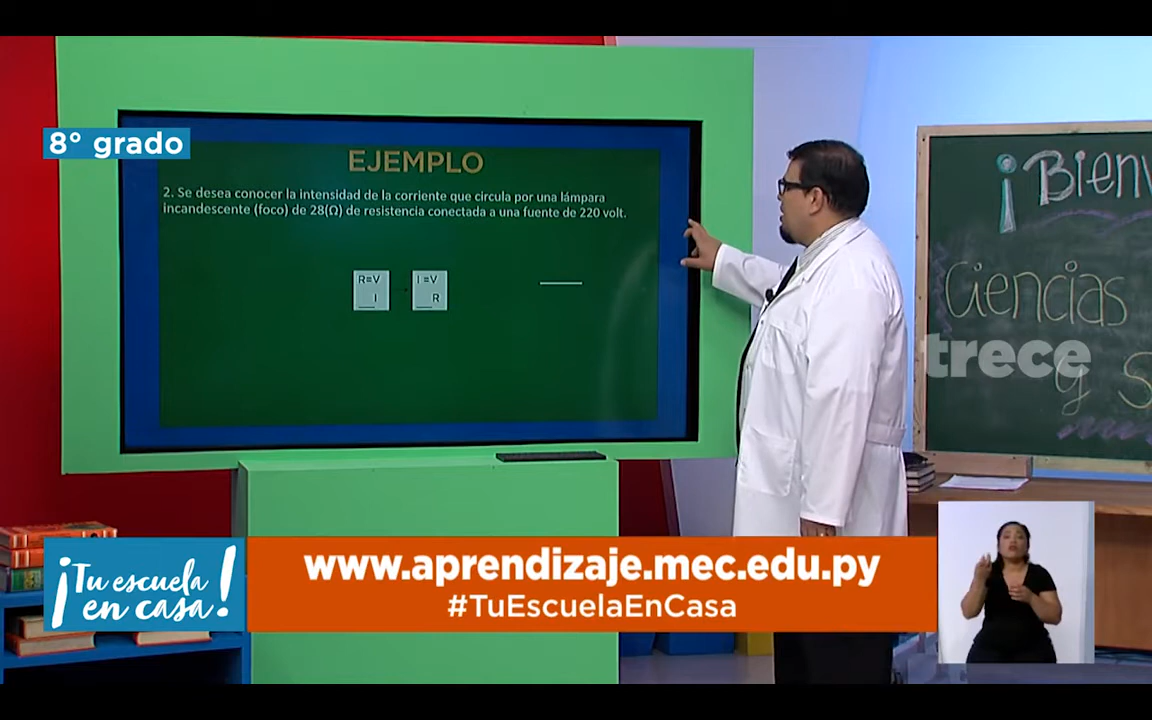 8° grado
EJEMPLO
2. Se desea conocer la intensidad de la corriente que circula por una lámpara
incandescente (foco) de 28(Ω) de resistencia conectada a una fuente de 220 volt.
R=V
I
I =V
R
¡Bienv
Ciencias
y S
trece
¡Tu escuela
en casa!
www.aprendizaje.mec.edu.py
#TuEscuelaEnCasa